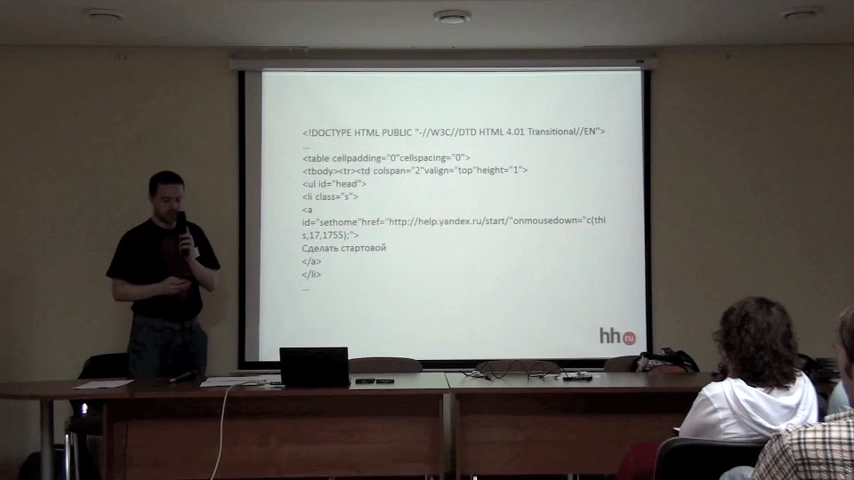 <!DOCTYPE HTML PUBLIC "-//W3C//DTD HTML 4.01 Transitional//EN">
...
<table cellpadding="0"cellspacing="0">
<tbody><tr><td colspan="2"valign="top"height="1">
<ul id="head">
<li class="s">
<a
id="sethome"href="http://help.yandex.ru/start/"onmousedown="c(thi
s,17,1755);">
Сделать стартовой
</a>
</li>
...
hh ru